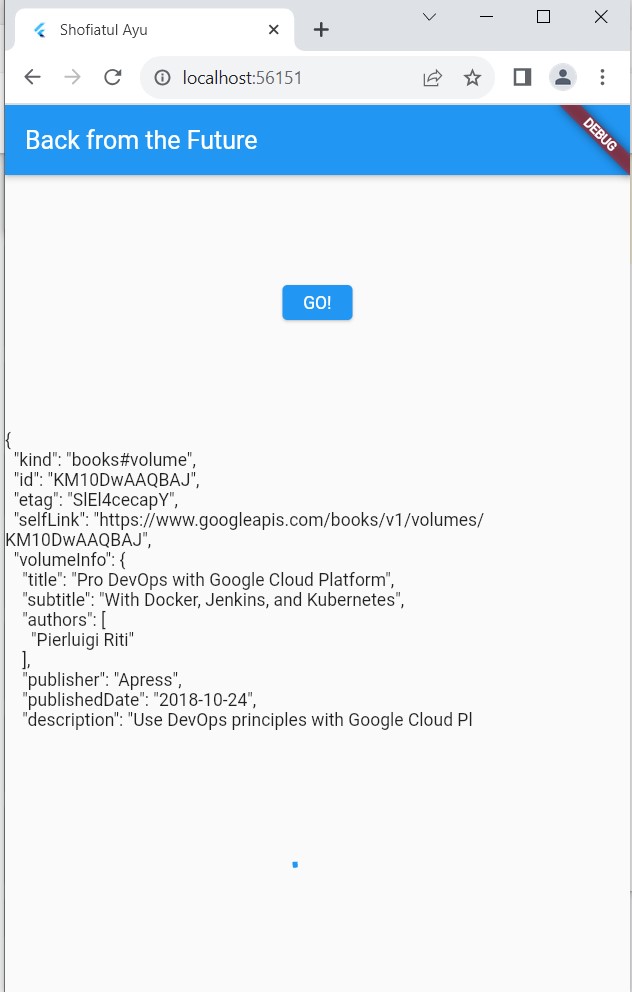 Shofiatul Ayu
localhost:56151
Back from the Future
DEBUG
GO!
{
"kind": "books#volume",
"id": "KM10DwAAQBAJ",
"etag": "SlEl4cecapY",
"selfLink": "https://www.googleapis.com/books/v1/volumes/
KM10DwAAQBAJ",
"volumeInfo": {
"title": "Pro DevOps with Google Cloud Platform",
"subtitle": "With Docker, Jenkins, and Kubernetes",
"authors": [
"Pierluigi Riti"
],
"publisher": "Apress",
"publishedDate": "2018-10-24",
"description": "Use DevOps principles with Google Cloud Pl